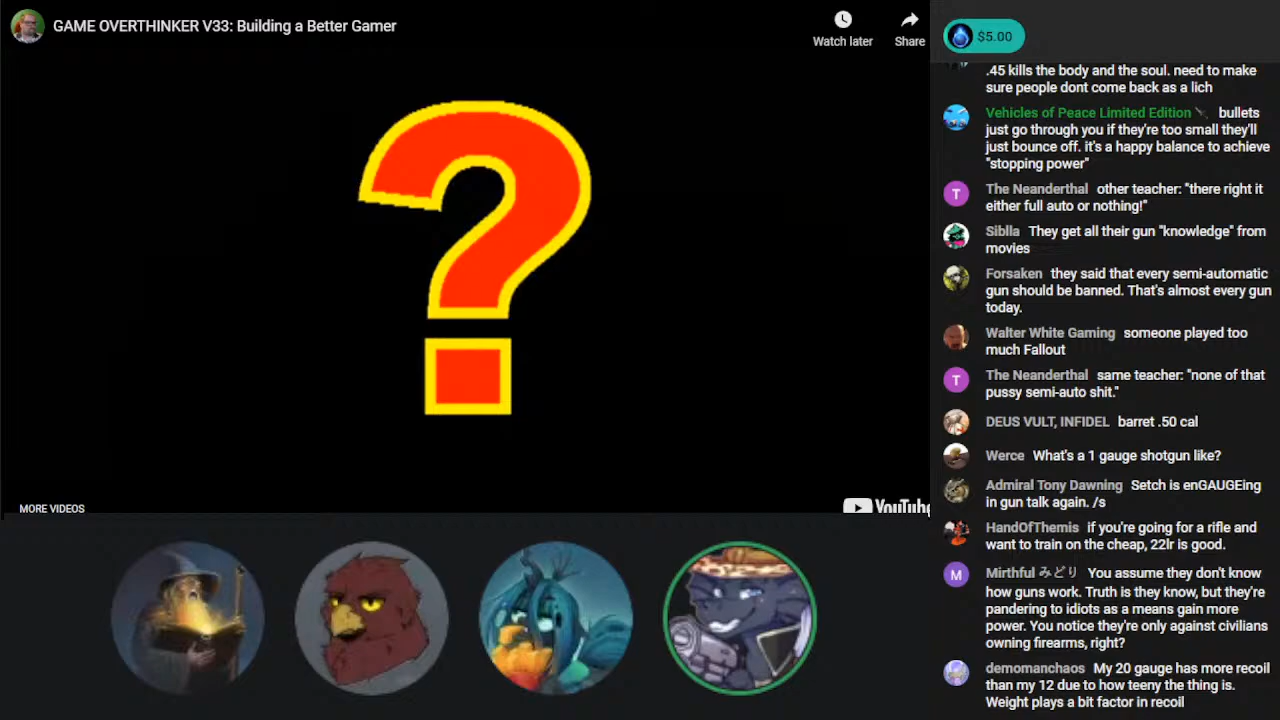 GAME OVERTHINKER V33: Building a Better Gamer
Watch later
Share
?
MORE VIDEOS
YouTube
$5.00
.45 kills the body and the soul. need to make
sure people dont come back as a lich
Vehicles of Peace Limited Edition bullets
just go through you if they're too small they'll
just bounce off. it's a happy balance to achieve
"stopping power"
T
The Neanderthal other teacher: "there right it
either full auto or nothing!"
Siblla They get all their gun "knowledge" from
movies
Forsaken they said that every semi-automatic
gun should be banned. That's almost every gun
today.
Walter White Gaming someone played too
much Fallout
T
The Neanderthal same teacher: "none of that
pussy semi-auto shit."
DEUS VULT, INFIDEL barret .50 cal
Werce What's a 1 gauge shotgun like?
Admiral Tony Dawning Setch is enGAUGEing
in gun talk again. /s
HandOfThemis if you're going for a rifle and
want to train on the cheap, 22lr is good.
M
Mirthful みどり You assume they don't know
how guns work. Truth is they know, but they're
pandering to idiots as a means gain more
power. You notice they're only against civilians
owning firearms, right?
demomanchaos My 20 gauge has more recoil
than my 12 due to how teeny the thing is.
Weight plays a bit factor in recoil